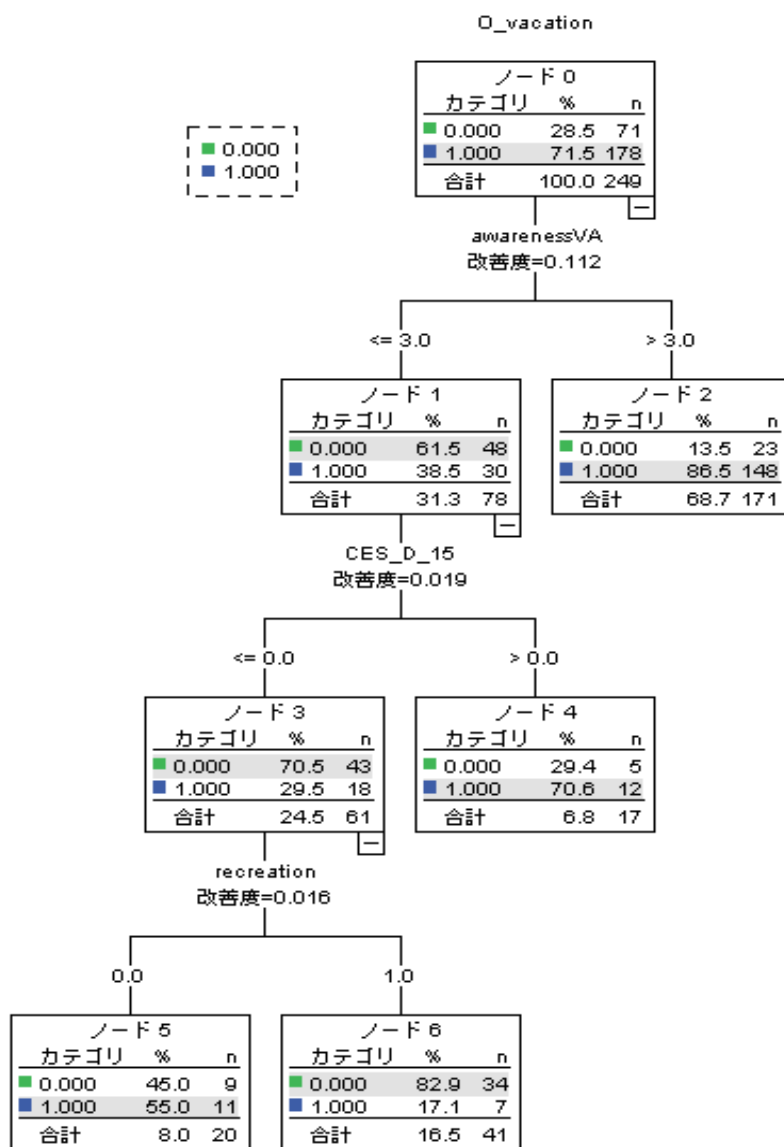 O_vacation
ノード 0
カテゴリ % n
0.000 28.5 71
1.000 71.5 178
合計 100.0 249
0.000
1.000
awarenessVA
改善度=0.112
<= 3.0
> 3.0
ノード 1
カテゴリ % n
0.000 61.5 48
1.000 38.5 30
合計 31.3 78
ノード 2
カテゴリ % n
0.000 13.5 23
1.000 86.5 148
合計 68.7 171
CES_D_15
改善度=0.019
<= 0.0
> 0.0
ノード 3
カテゴリ % n
0.000 70.5 43
1.000 29.5 18
合計 24.5 61
ノード 4
カテゴリ % n
0.000 29.4 5
1.000 70.6 12
合計 6.8 17
recreation
改善度=0.016
0.0
1.0
ノード 5
カテゴリ % n
0.000 45.0 9
1.000 55.0 11
合計 8.0 20
ノード 6
カテゴリ % n
0.000 82.9 34
1.000 17.1 7
合計 16.5 41